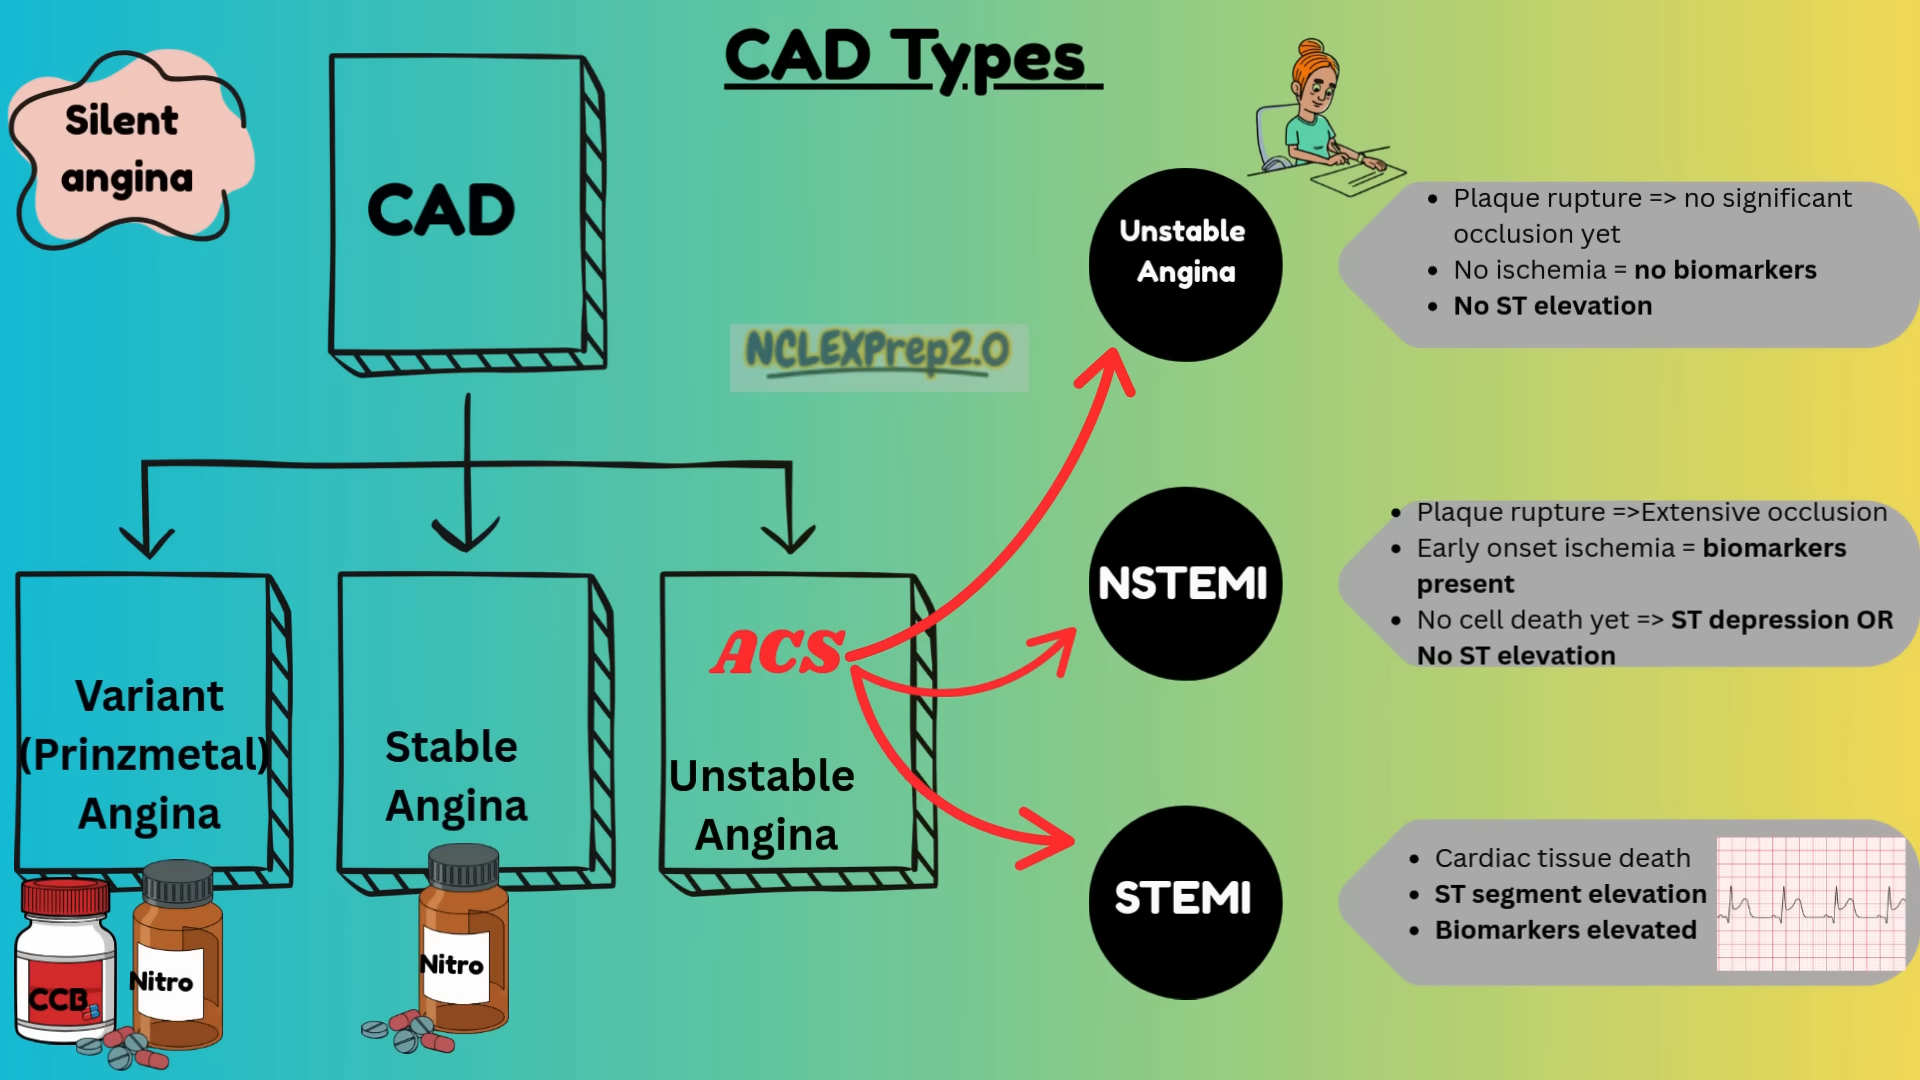 CAD Types
Silent
angina
CAD
NCLEXPrep2.0
Variant
(Prinzmetal)
Angina
Stable
Angina
ACS
Unstable
Angina
CCB
Nitro
Nitro
Unstable
Angina
• Plaque rupture => no significant
occlusion yet
• No ischemia = no biomarkers
• No ST elevation
NSTEMI
• Plaque rupture =>Extensive occlusion
• Early onset ischemia = biomarkers
present
• No cell death yet => ST depression OR
No ST elevation
STEMI
• Cardiac tissue death
• ST segment elevation
• Biomarkers elevated